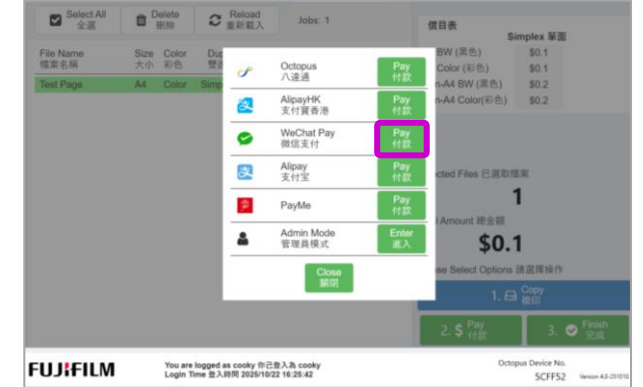 Select All
全選
Delete
刪除
Reload
重新載入
Jobs: 1
File Name
檔案名稱
Size
大小
Color
彩色
Test Page
A4
Color
Octopus
八達通
Pay
付款
AlipayHK
支付寶香港
Pay
付款
WeChat Pay
微信支付
Pay
付款
Alipay
支付宝
Pay
付款
PayMe
Pay
付款
Admin Mode
管理員模式
Enter
進入
Close
關閉
價目表
Simplex 單面
BW (黑色)
$0.1
Color (彩色)
$0.1
-A4 BW (黑色)
$0.2
-A4 Color(彩色)
$0.2
Files 已選取檔案
1
Amount 總金額
$0.1
Select Options 請選擇操作
1. Copy
複印
2. $ Pay
付款
3. Finish
完成
FUJIFILM
You are logged as cooky 你已登入為 cooky
Login Time 登入時間 2025/10/22 16:25:42
Octopus Device No.
5CFF52
Version 4.0-251010